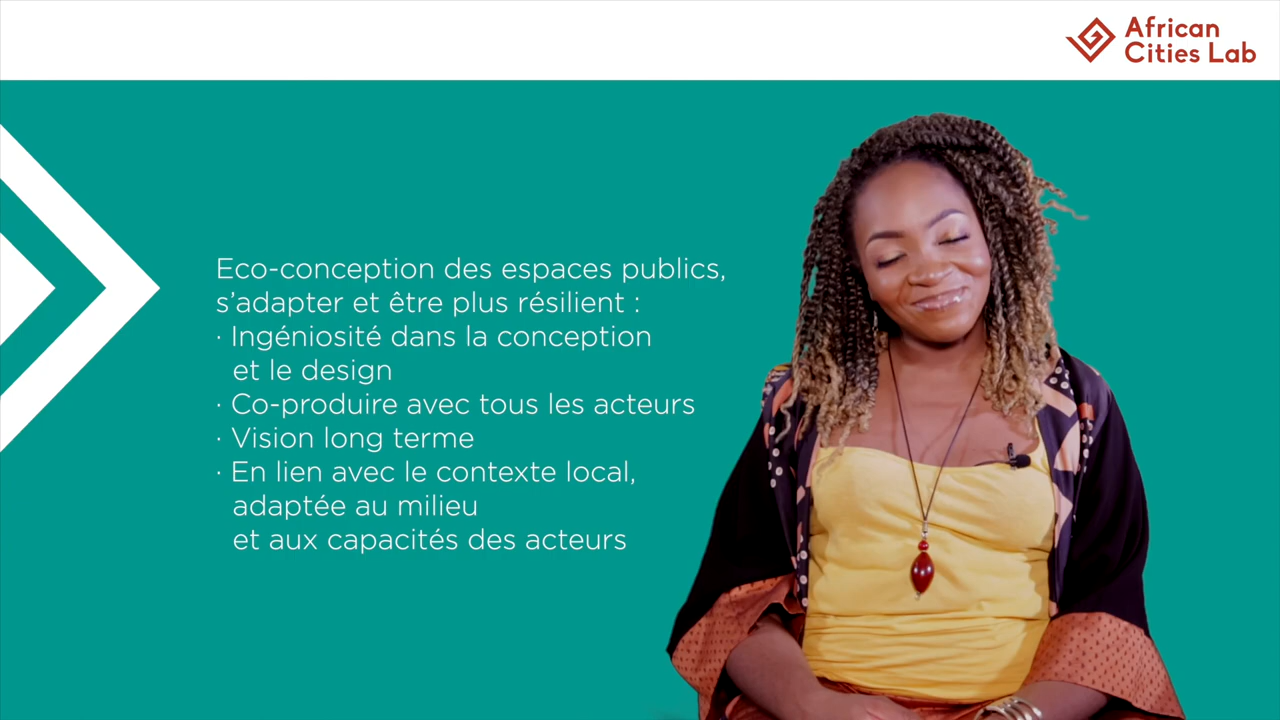 African
Cities Lab
Eco-conception des espaces publics,
s’adapter et être plus résilient :
· Ingéniosité dans la conception
et le design
· Co-produire avec tous les acteurs
· Vision long terme
· En lien avec le contexte local,
adaptée au milieu
et aux capacités des acteurs